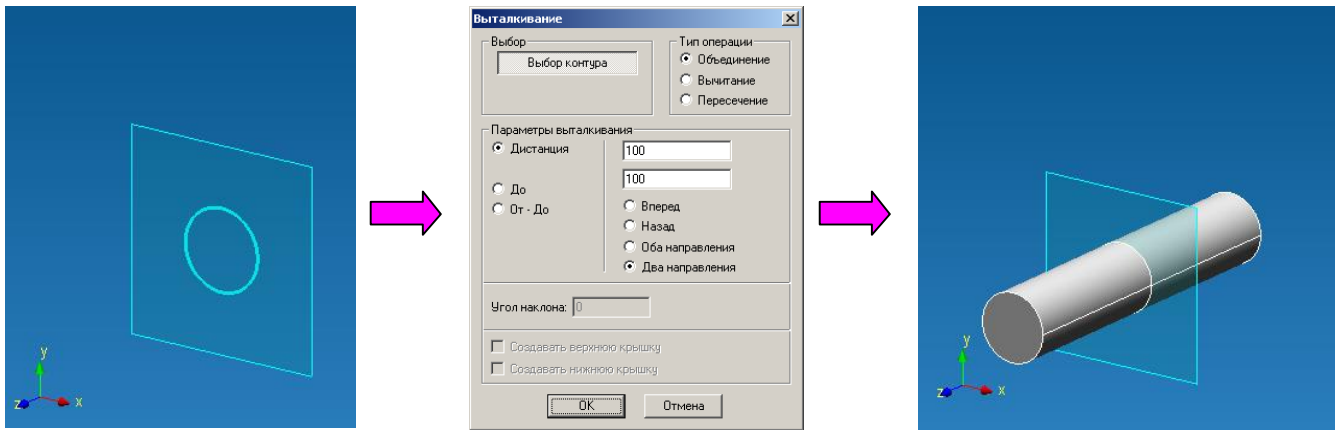 y
z
x
Выталкивание
Выбор
Выбор контура
Тип операции
Объединение
Вычитание
Пересечение
Параметры выталкивания
Дистанция
100
100
До
От - До
Вперед
Назад
Оба направления
Два направления
Угол наклона: 0
Создавать верхнюю крышку
Создавать нижнюю крышку
OK
Отмена
y
z
x